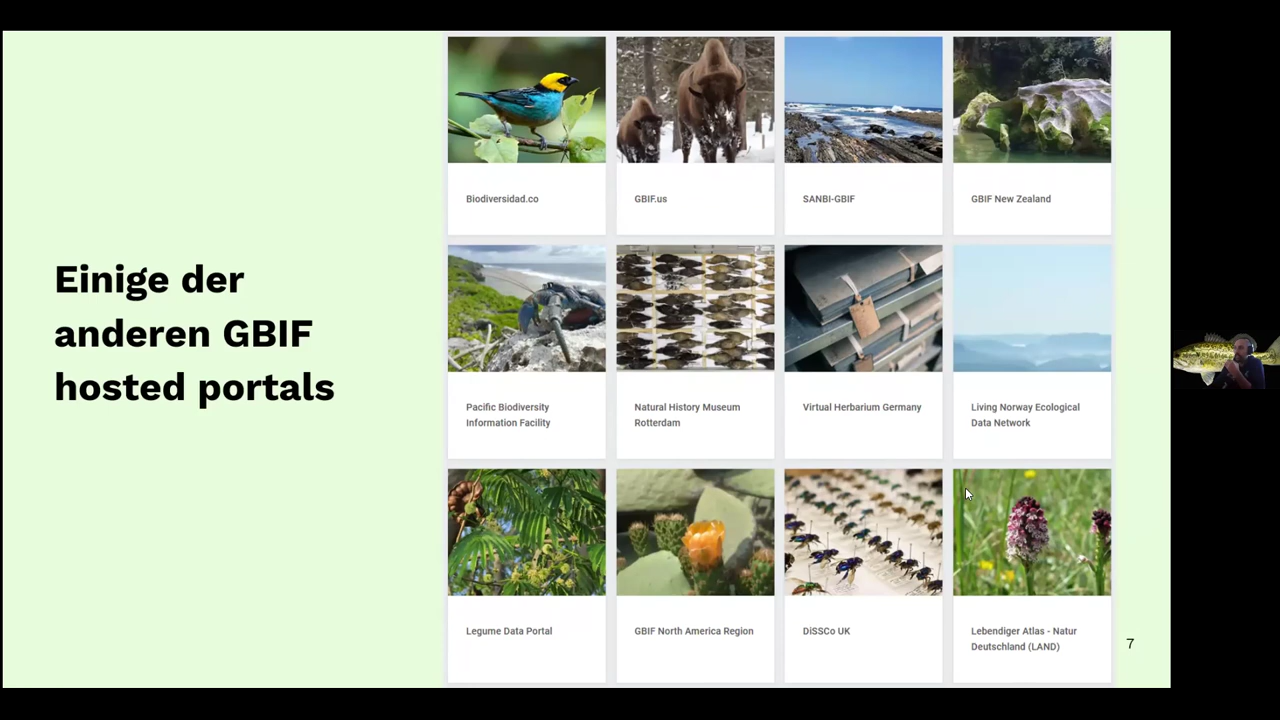 Einige der
anderen GBIF
hosted portals
Biodiversidad.co
GBIF.us
SANBI-GBIF
GBIF New Zealand
Pacific Biodiversity
Information Facility
Natural History Museum
Rotterdam
Virtual Herbarium Germany
Living Norway Ecological
Data Network
Legume Data Portal
GBIF North America Region
DiSSCo UK
Lebendiger Atlas - Natur
Deutschland (LAND)
7